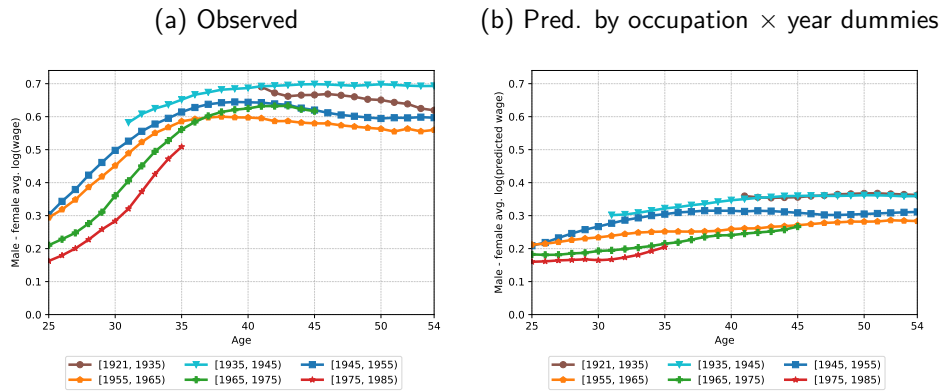 (a) Observed
Male - female avg. log(wage)
0.7
0.6
0.5
0.4
0.3
0.2
0.1
0.0
25 30 35 40 45 50 54
Age
[1921, 1935) [1935, 1945) [1945, 1955)
[1955, 1965) [1965, 1975) [1975, 1985)
(b) Pred. by occupation × year dummies
Male - female avg. log(predicted wage)
0.7
0.6
0.5
0.4
0.3
0.2
0.1
0.0
25 30 35 40 45 50 54
Age
[1921, 1935) [1935, 1945) [1945, 1955)
[1955, 1965) [1965, 1975) [1975, 1985)